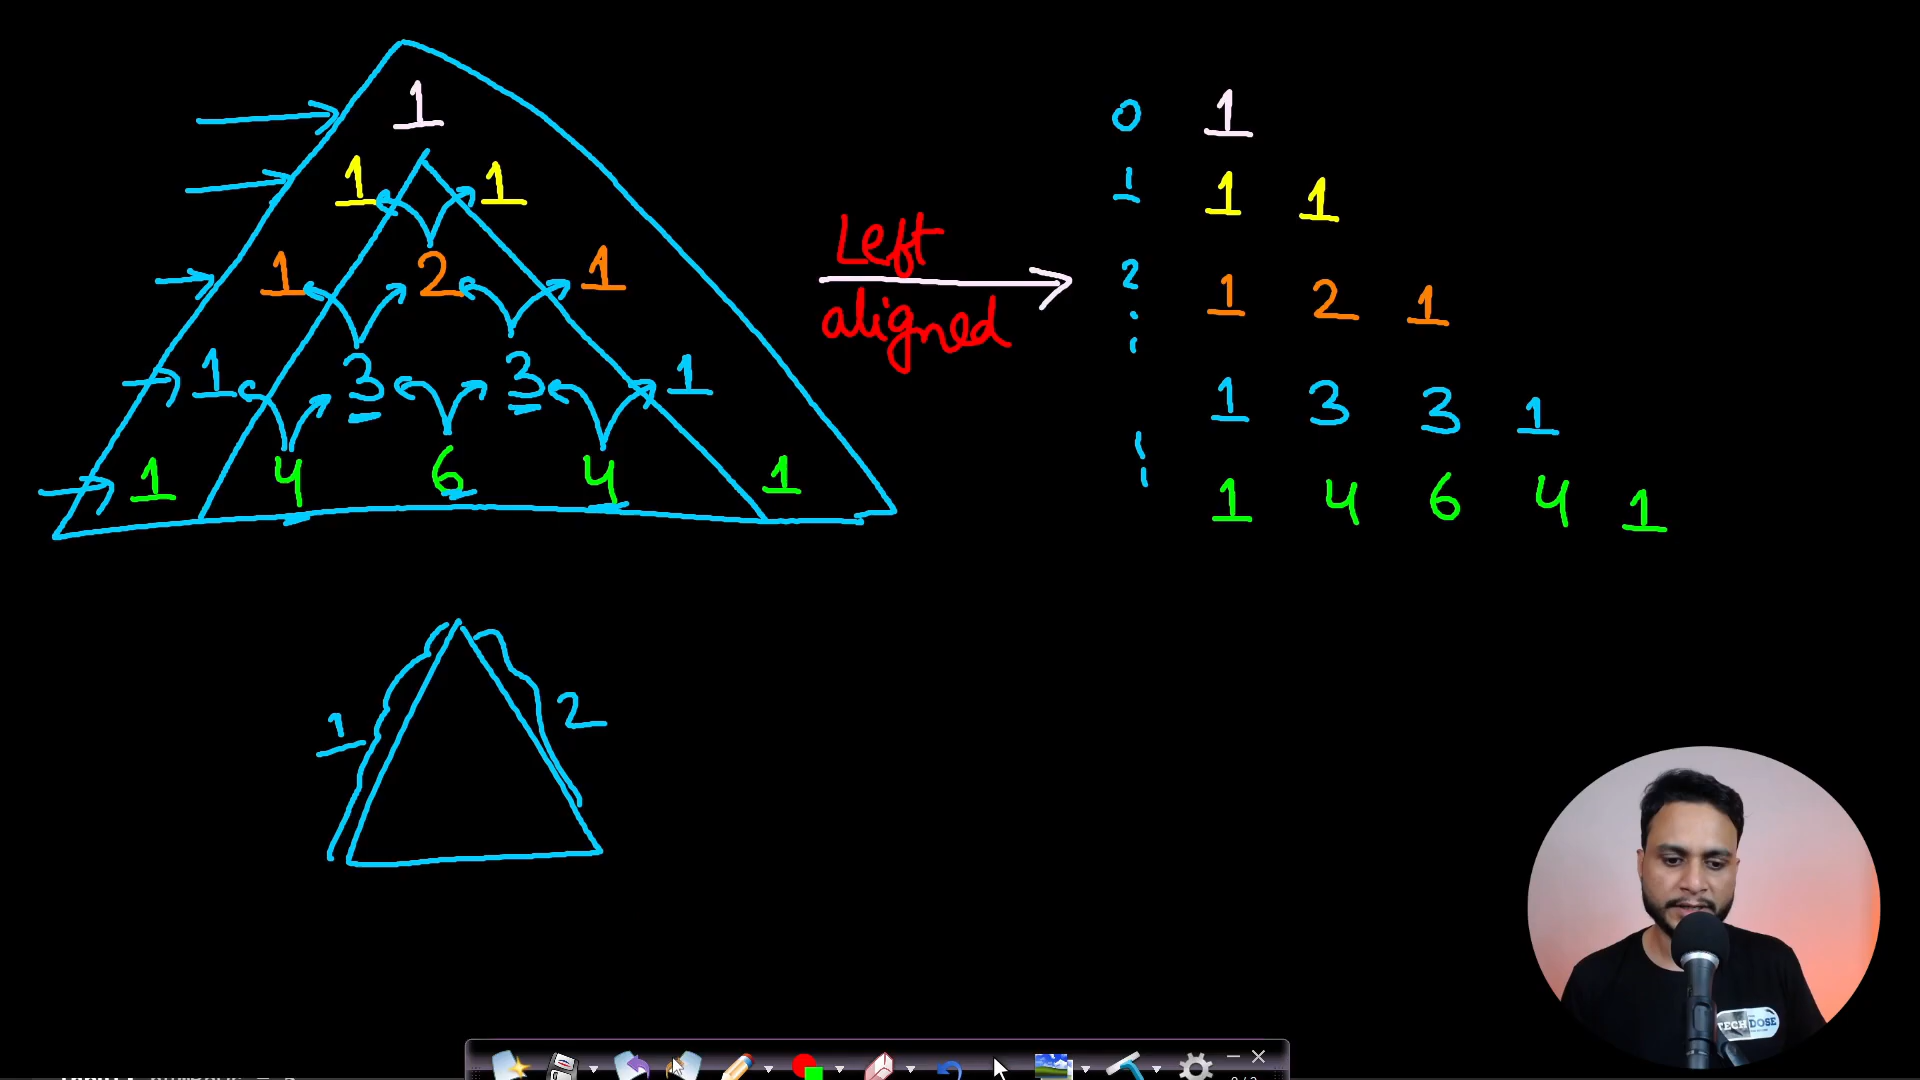 1
1 1
1 2 1
1 3 3 1
1 4 6 4 1
Left
aligned
0 1
1 1 1
2 1 2 1
1 3 3 1
1 4 6 4 1
1 2
TECH DOSE